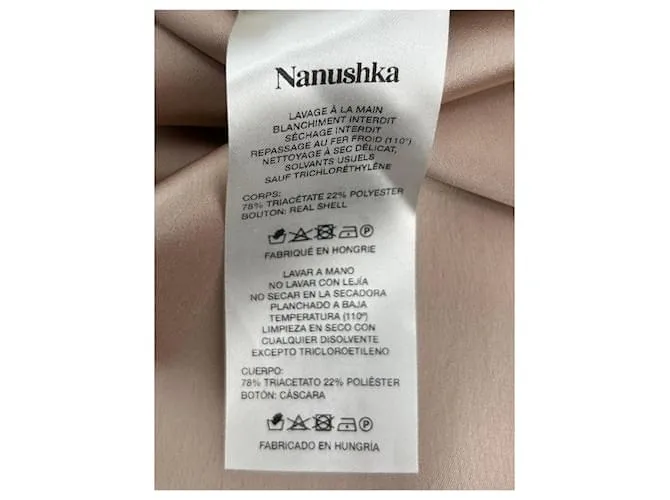 Nanushka
LAVAGE À LA MAIN
BLANCHIMENT INTERDIT
SÉCHAGE INTERDIT
REPASSAGE AU FER FROID (110°)
NETTOYAGE À SEC DÉLICAT,
SOLVANTS USUELS
SAUF TRICHLORÉTHYLÈNE
CORPS:
78% TRIACÉTATE 22% POLYESTER
BOUTON: REAL SHELL
P
FABRIQUÉ EN HONGRIE
LAVAR A MANO
NO LAVAR CON LEJÍA
NO SECAR EN LA SECADORA
PLANCHADO A BAJA
TEMPERATURA (110º)
LIMPIEZA EN SECO CON
CUALQUIER DISOLVENTE
EXCEPTO TRICLOROETILENO
CUERPO:
78% TRIACETATO 22% POLIÉSTER
BOTÓN: CÁSCARA
P
FABRICADO EN HUNGRÍA